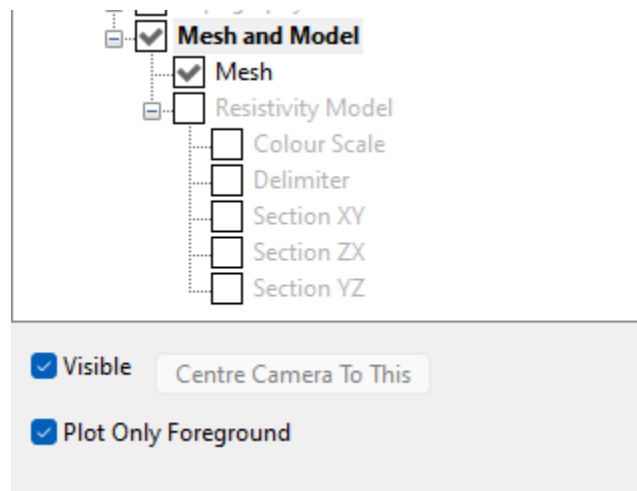 Mesh and Model
Mesh
Resistivity Model
Colour Scale
Delimiter
Section XY
Section ZX
Section YZ
Visible
Centre Camera To This
Plot Only Foreground